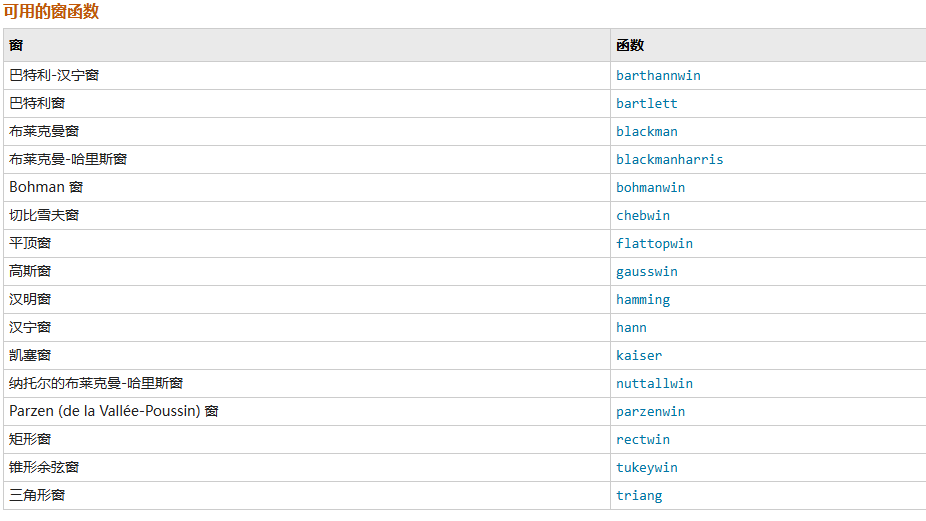 可用的窗函数
窗 函数
巴特利-汉宁窗 barthannwin
巴特利窗 bartlett
布莱克曼窗 blackman
布莱克曼-哈里斯窗 blackmanharris
Bohman 窗 bohmanwin
切比雪夫窗 chebwin
平顶窗 flattopwin
高斯窗 gausswin
汉明窗 hamming
汉宁窗 hann
凯塞窗 kaiser
纳托尔的布莱克曼-哈里斯窗 nuttallwin
Parzen (de la Vallée-Poussin) 窗 parzenwin
矩形窗 rectwin
锥形余弦窗 tukeywin
三角形窗 triang